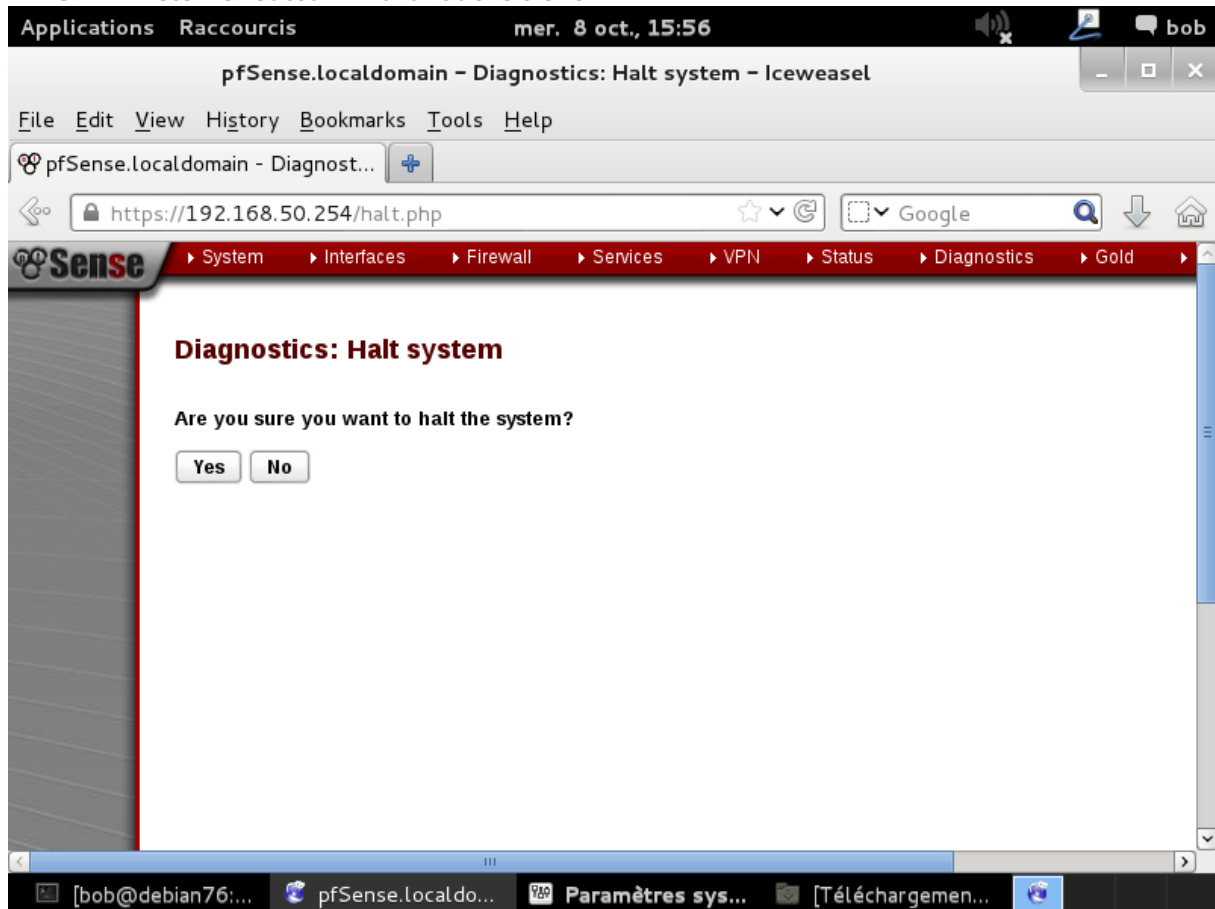 Applications Raccourcis mer. 8 oct., 15:56 bob
pfSense.localdomain - Diagnostics: Halt system - Iceweasel
File Edit View History Bookmarks Tools Help
pfSense.localdomain - Diagnost...
https://192.168.50.254/halt.php Google
Sense System Interfaces Firewall Services VPN Status Diagnostics Gold
Diagnostics: Halt system
Are you sure you want to halt the system?
Yes No
[bob@debian76:... pfSense.localdo... Paramètres sys... [Téléchargemen...